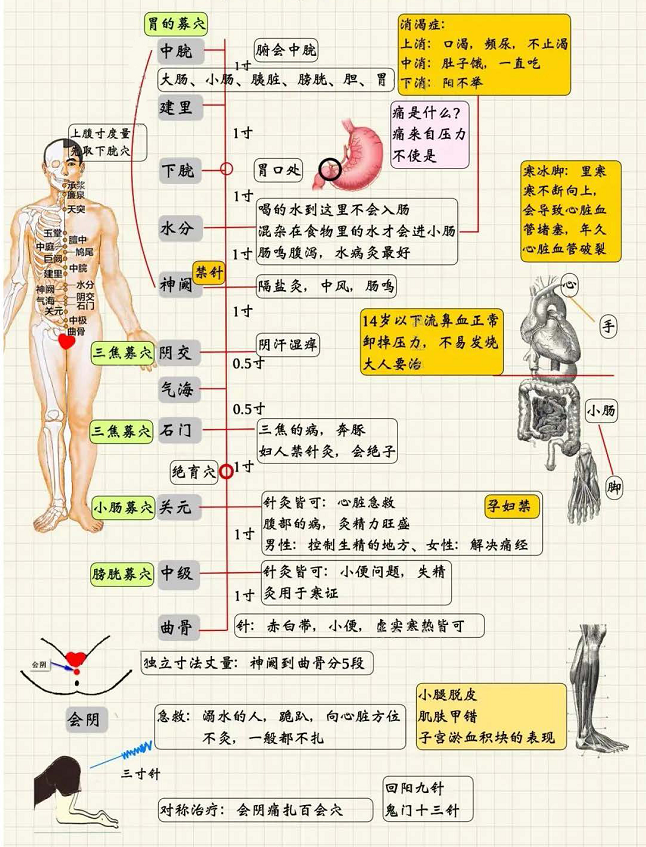 胃的募穴
中脘
腑会中脘
1寸
大肠、小肠、胰脏、膀胱、胆、胃
消渴症：
上消：口渴，频尿，不止渴
中消：肚子饿，一直吃
下消：阳不举
建里
1寸
痛是什么？
痛来自压力
不使是
上腹寸度量
先取下脘穴
下脘
胃口处
1寸
寒冰脚：里寒
寒不断向上，
会导致心脏血
管堵塞，年久
心脏血管破裂
水分
喝的水到这里不会入肠
混杂在食物里的水才会进小肠
肠鸣腹泻，水病灸最好
1寸
神阙
禁针
隔盐灸，中风，肠鸣
1寸
承浆
廉泉
天突
玉堂
膻中
中庭
鸠尾
巨阙
中脘
建里
水分
神阙
阴交
气海
石门
关元
中极
曲骨
14岁以下流鼻血正常
卸掉压力，不易发烧
大人要治
心
手
小肠
脚
三焦募穴
阴交
阴汗湿痒
0.5寸
气海
0.5寸
三焦募穴
石门
三焦的病，奔豚
妇人禁针灸，会绝子
绝育穴
1寸
小肠募穴
关元
针灸皆可：心脏急救
腹部的病，灸精力旺盛
男性：控制生精的地方、女性：解决痛经
孕妇禁
1寸
膀胱募穴
中级
针灸皆可：小便问题，失精
灸用于寒证
1寸
曲骨
针：赤白带，小便，虚实寒热皆可
会阴
独立寸法丈量：神阙到曲骨分5段
会阴
急救：溺水的人，跪趴，向心脏方位
不灸，一般都不扎
小腿脱皮
肌肤甲错
子宫淤血积块的表现
三寸针
对称治疗：会阴痛扎百会穴
回阳九针
鬼门十三针